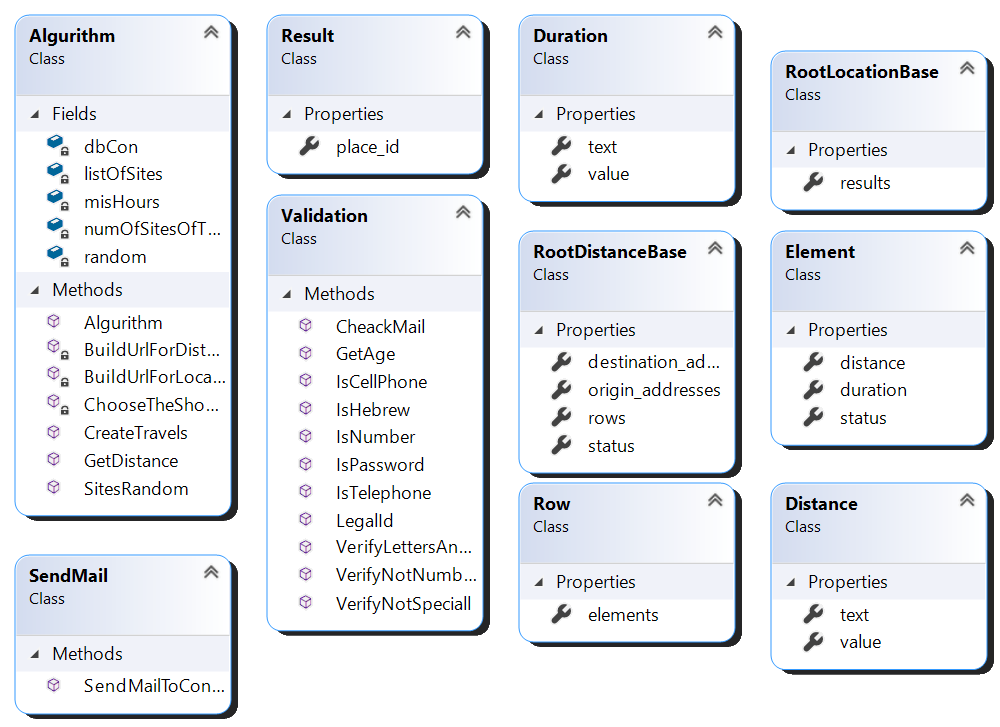 Algurithm
Class
Fields
dbCon
listOfSites
misHours
numOfSitesOfT...
random
Methods
Algurithm
BuildUrlForDist...
BuildUrlForLoca...
ChooseTheSho...
CreateTravels
GetDistance
SitesRandom
SendMail
Class
Methods
SendMailToCon...
Result
Class
Properties
place_id
Validation
Class
Methods
CheackMail
GetAge
IsCellPhone
IsHebrew
IsNumber
IsPassword
IsTelephone
LegalId
VerifyLettersAn...
VerifyNotNumb...
VerifyNotSpeciall
Duration
Class
Properties
text
value
RootDistanceBase
Class
Properties
destination_ad...
origin_addresses
rows
status
Row
Class
Properties
elements
RootLocationBase
Class
Properties
results
Element
Class
Properties
distance
duration
status
Distance
Class
Properties
text
value